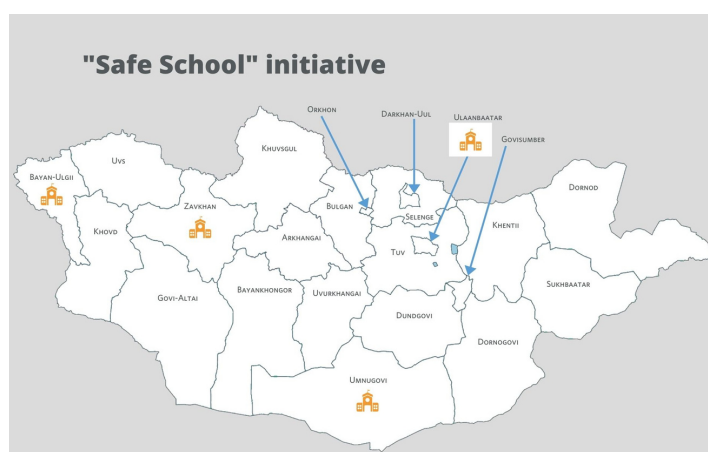 "Safe School" initiative
Orkhon
Darkhan-Uul
Ulaanbaatar
Govisumber
Khuvsgul
Uvs
Bayan-Ulgii
Dornod
Zavkhan
Bulgan
Selenge
Khovd
Khentii
Arkhangai
Tuv
Sukhbaatar
Govi-Altai
Bayankhongor
Uvurkhangai
Dundgovi
Dornogovi
Umnugovi